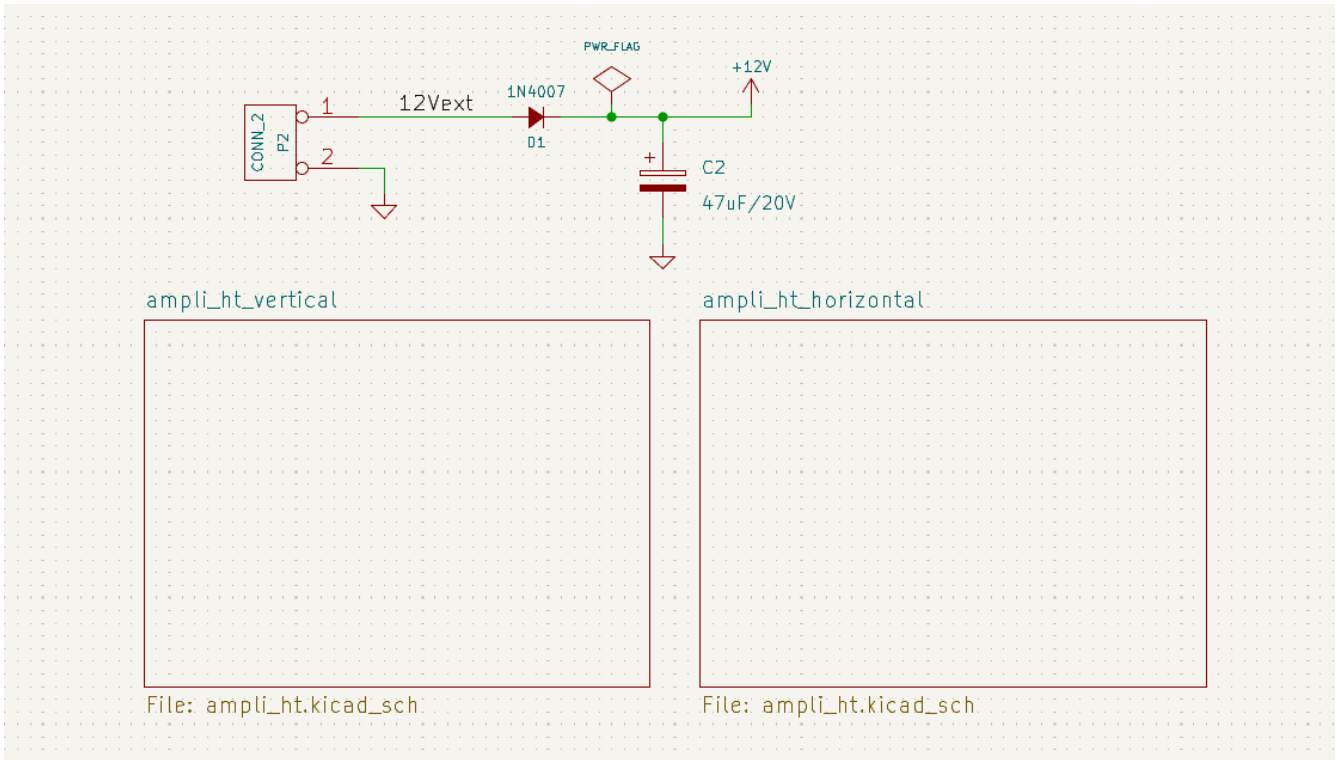 PWR_FLAG
+12V
1N4007
12Vext
1
CONN_2
P2
D1
2
+
C2
47uF/20V
ampli_ht_vertical
ampli_ht_horizontal
File: ampli_ht.kicad_sch
File: ampli_ht.kicad_sch